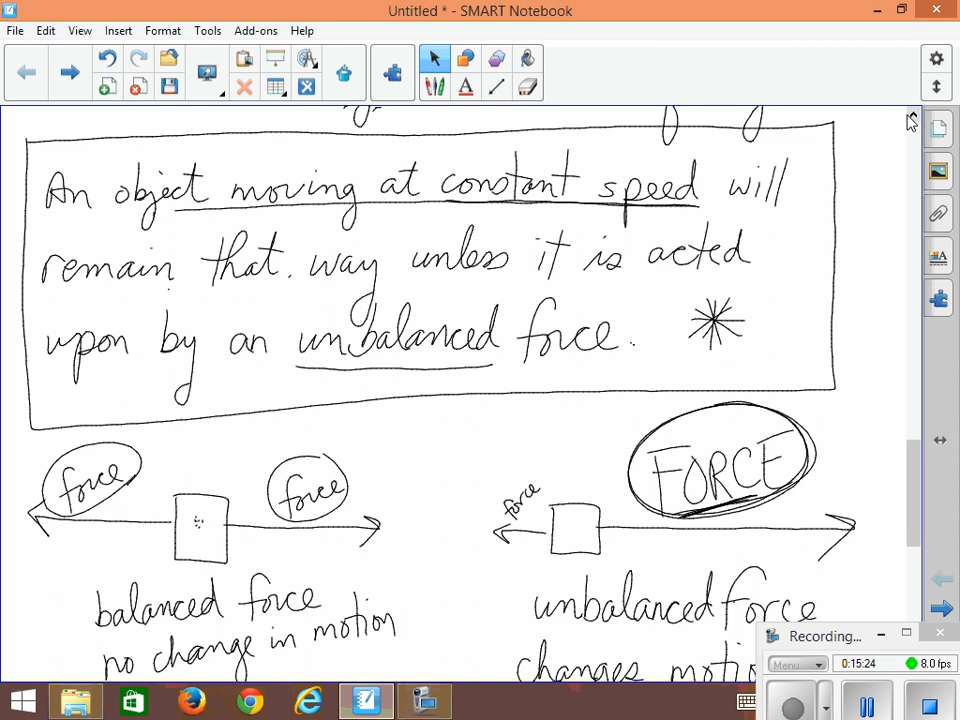 Untitled * - SMART Notebook
File Edit View Insert Format Tools Add-ons Help
An object moving at constant speed will
remain that way unless it is acted
upon by an unbalanced force.
force force force FORCE
balanced force unbalanced force
no change in motion changes
Recording...
Menu 0:15:24 8.0 fps